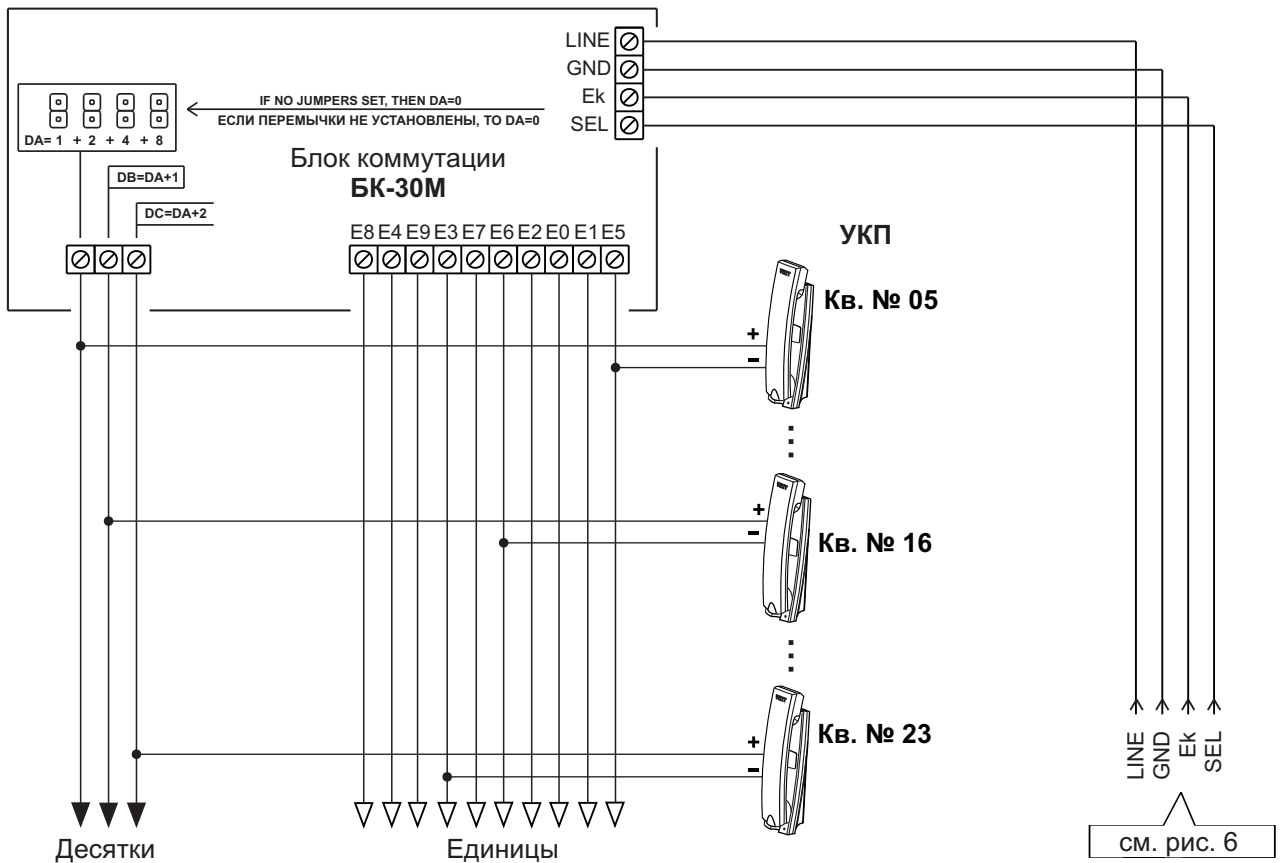 LINE
GND
Ek
SEL
IF NO JUMPERS SET, THEN DA=0
ЕСЛИ ПЕРЕМЫЧКИ НЕ УСТАНОВЛЕНЫ, ТО DA=0
DA= 1 + 2 + 4 + 8
Блок коммутации
БК-30М
DB=DA+1
DC=DA+2
E8 E4 E9 E3 E7 E6 E2 E0 E1 E5
УКП
Кв. № 05
+
-
Кв. № 16
+
-
Кв. № 23
+
-
LINE
GND
Ek
SEL
Десятки
Единицы
см. рис. 6